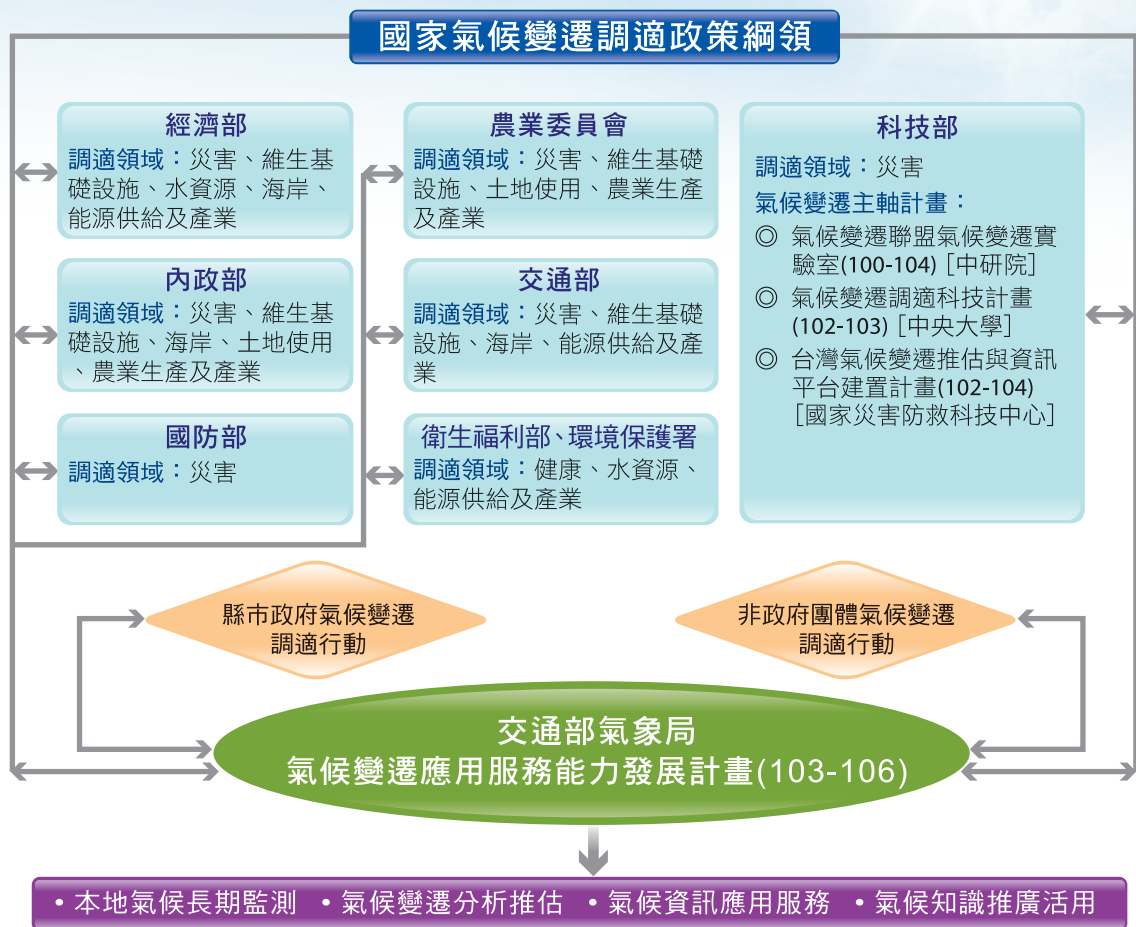 國家氣候變遷調適政策綱領
經濟部
調適領域：災害、維生基
礎設施、水資源、海岸、
能源供給及產業
農業委員會
調適領域：災害、維生基礎
設施、土地使用、農業生產
及產業
科技部
調適領域：災害
氣候變遷主軸計畫：
◎ 氣候變遷聯盟氣候變遷實
驗室(100-104)［中研院］
◎ 氣候變遷調適科技計畫
(102-103)［中央大學］
◎ 台灣氣候變遷推估與資訊
平台建置計畫(102-104)
［國家災害防救科技中心］
內政部
調適領域：災害、維生基
礎設施、海岸、土地使用
、農業生產及產業
交通部
調適領域：災害、維生基礎
設施、海岸、能源供給及產
業
國防部
調適領域：災害
衛生福利部、環境保護署
調適領域：健康、水資源、
能源供給及產業
縣市政府氣候變遷
調適行動
非政府團體氣候變遷
調適行動
交通部氣象局
氣候變遷應用服務能力發展計畫(103-106)
•本地氣候長期監測 •氣候變遷分析推估 •氣候資訊應用服務 •氣候知識推廣活用